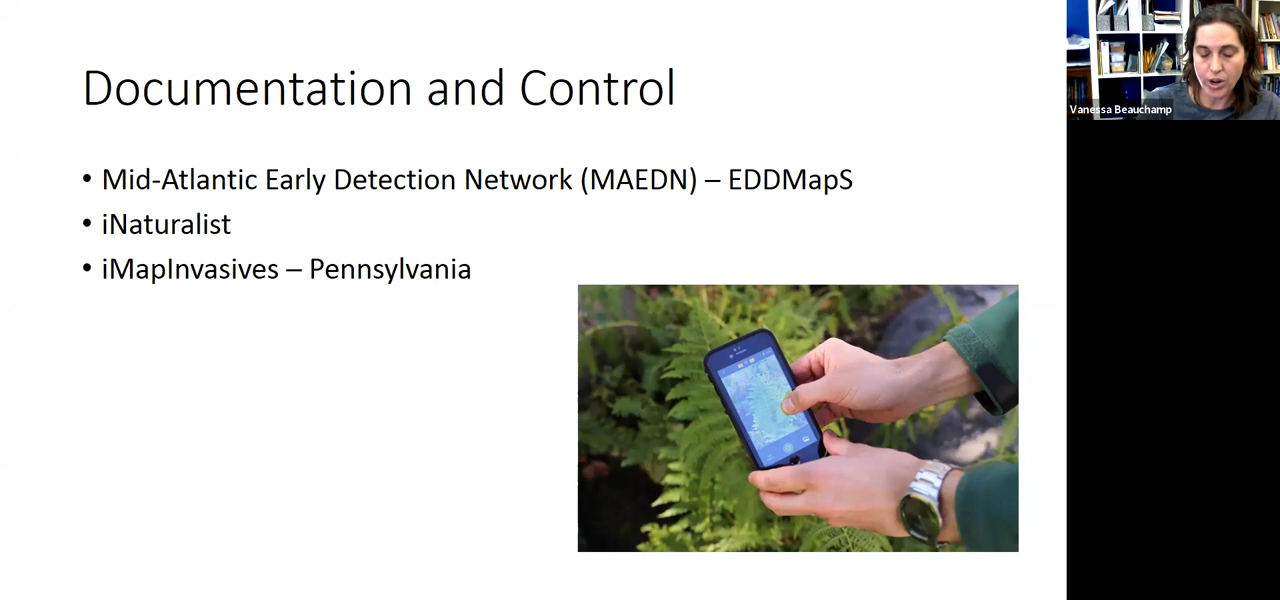 Documentation and Control
• Mid-Atlantic Early Detection Network (MAEDN) – EDDMapS
• iNaturalist
• iMapInvasives – Pennsylvania
Vanessa Beauchamp